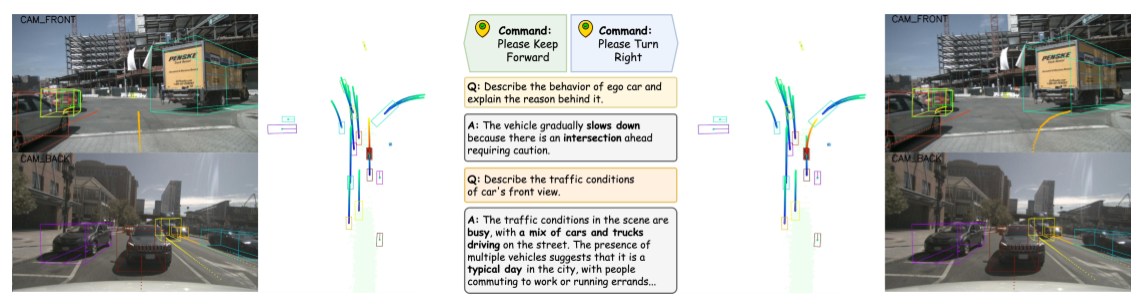 CAM_FRONT
PENSKE
CAM_BACK
Command:
Please Keep
Forward
Command:
Please Turn
Right
Q: Describe the behavior of ego car and
explain the reason behind it.
A: The vehicle gradually slows down
because there is an intersection ahead
requiring caution.
Q: Describe the traffic conditions
of car's front view.
A: The traffic conditions in the scene are
busy, with a mix of cars and trucks
driving on the street. The presence of
multiple vehicles suggests that it is a
typical day in the city, with people
commuting to work or running errands...
CAM_FRONT
PENSKE
CAM_BACK